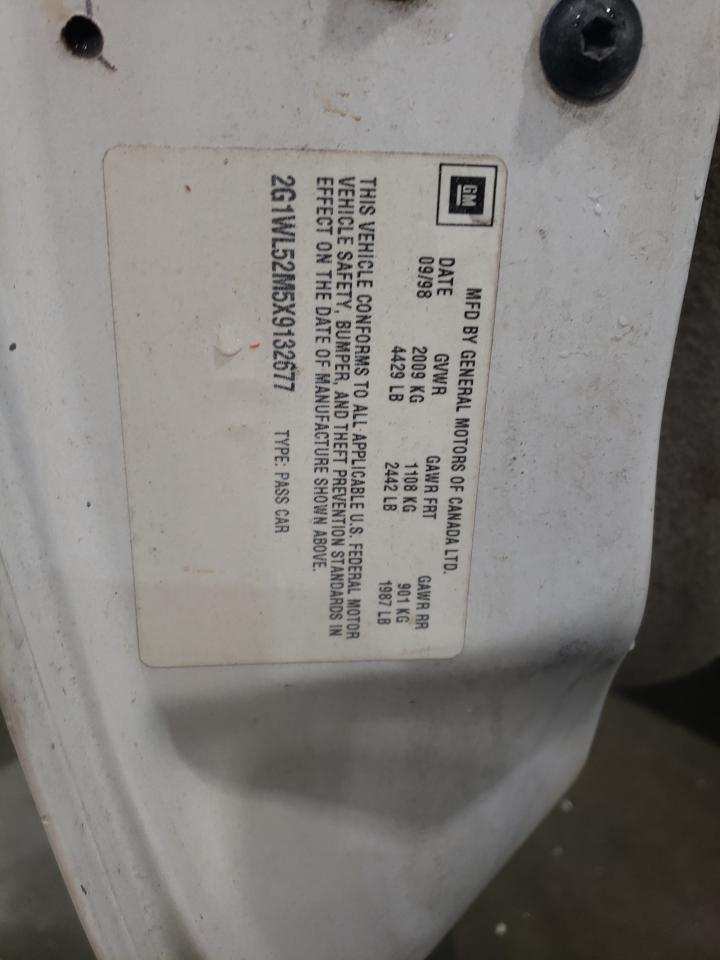 GM
MFD BY GENERAL MOTORS OF CANADA LTD.
DATE GVWR GAWR FRT GAWR RR
09/98 2009 KG 1108 KG 901 KG
4429 LB 2442 LB 1987 LB
THIS VEHICLE CONFORMS TO ALL APPLICABLE U.S. FEDERAL MOTOR
VEHICLE SAFETY, BUMPER, AND THEFT PREVENTION STANDARDS IN
EFFECT ON THE DATE OF MANUFACTURE SHOWN ABOVE.
2G1WL52M5X9132677 TYPE: PASS CAR